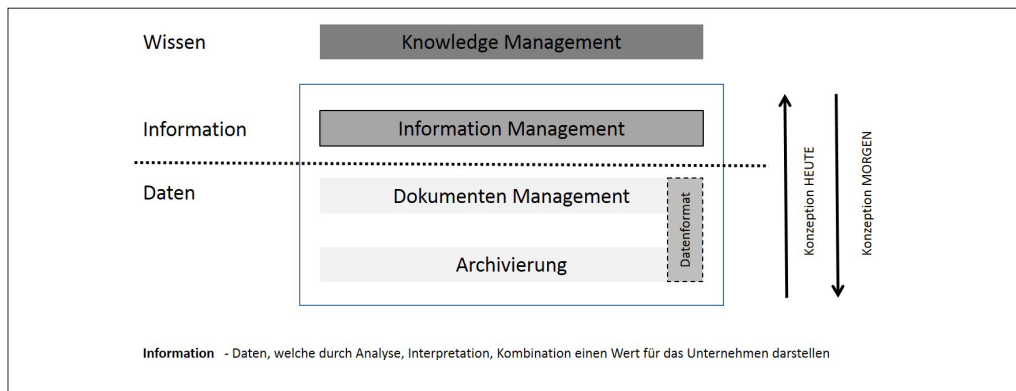 Wissen
Knowledge Management
Information
Information Management
Daten
Dokumenten Management
Archivierung
Datenformat
Konzeption HEUTE
Konzeption MORGEN
Information - Daten, welche durch Analyse, Interpretation, Kombination einen Wert für das Unternehmen darstellen